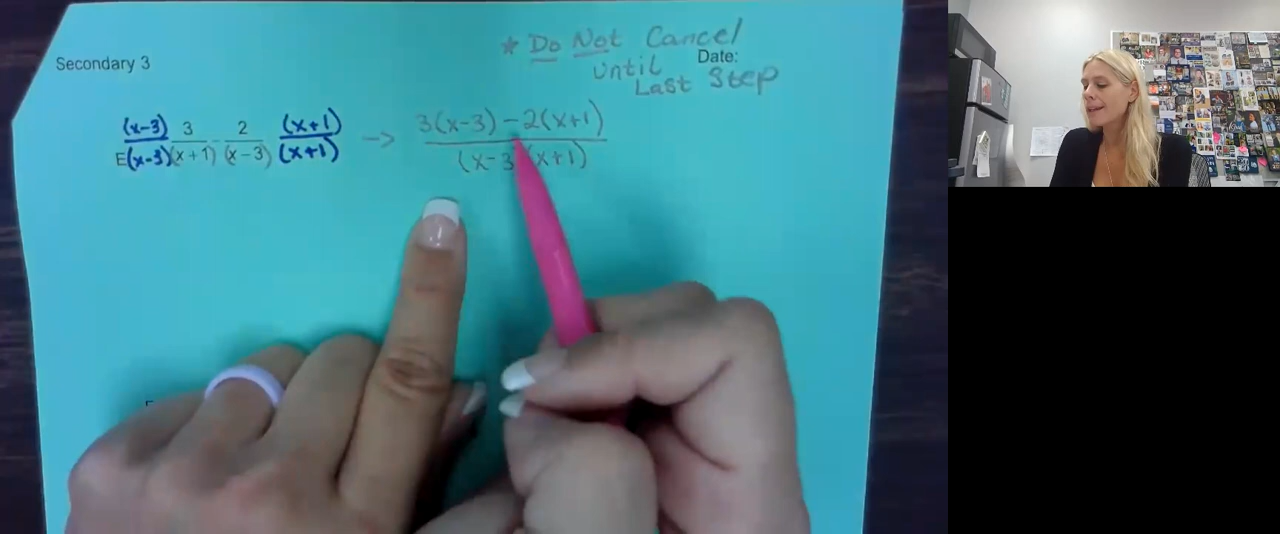 Secondary 3
* Do Not Cancel
Date:
until
Last Step
(x-3) 3 - 2 (x+1) -> 3(x-3) - 2(x+1)
E(x-3)(x+1) (x-3) (x+1) (x-3 (x+1)